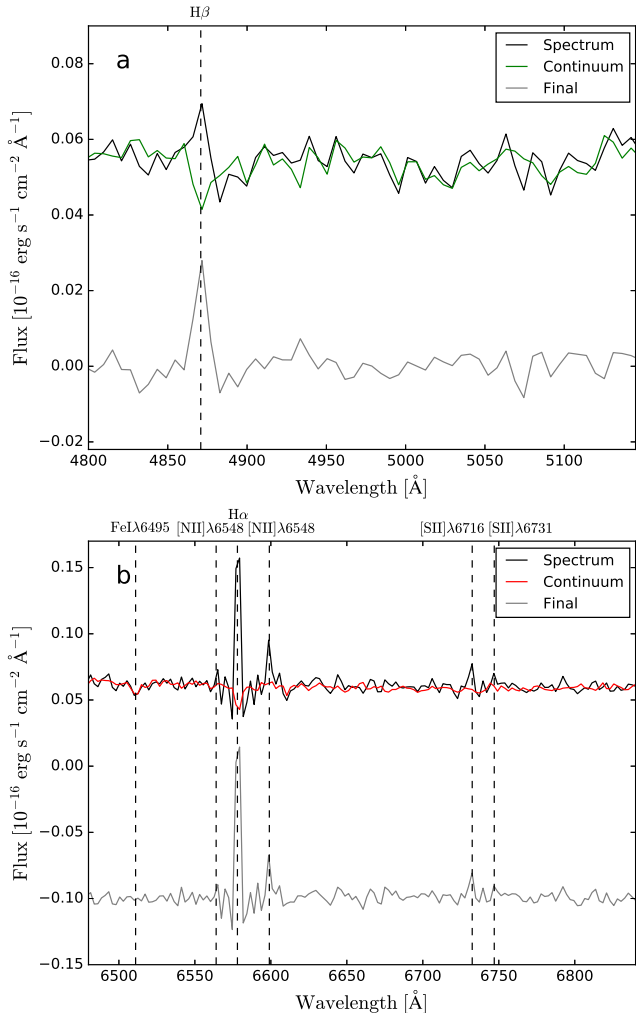 Hβ
a
Spectrum
Continuum
Final
0.08
0.06
0.04
0.02
0.00
−0.02
Flux [10⁻¹⁶ erg s⁻¹ cm⁻² Å⁻¹]
4800 4850 4900 4950 5000 5050 5100
Wavelength [Å]
Hα
FeIλ6495 [NII]λ6548 [NII]λ6548 [SII]λ6716 [SII]λ6731
b
Spectrum
Continuum
Final
0.15
0.10
0.05
0.00
−0.05
−0.10
−0.15
Flux [10⁻¹⁶ erg s⁻¹ cm⁻² Å⁻¹]
6500 6550 6600 6650 6700 6750 6800
Wavelength [Å]